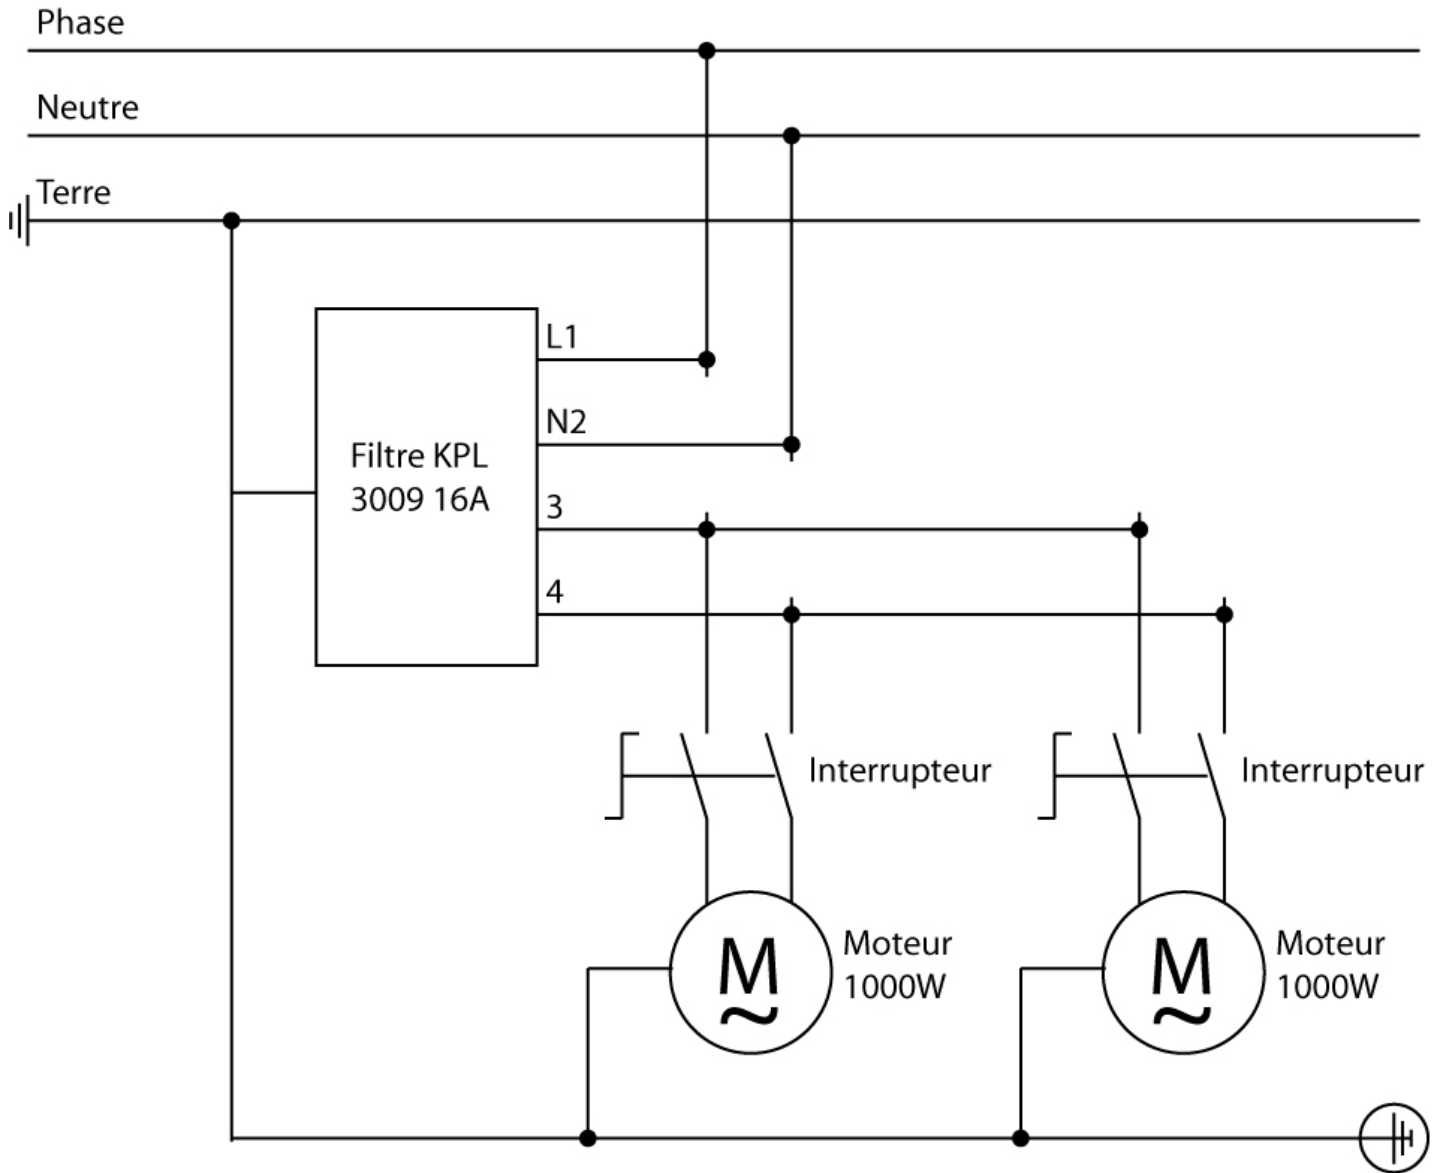 Phase
Neutre
Terre
L1
N2
Filtre KPL
3009 16A
3
4
Interrupteur
Interrupteur
M
~
Moteur
1000W
M
~
Moteur
1000W